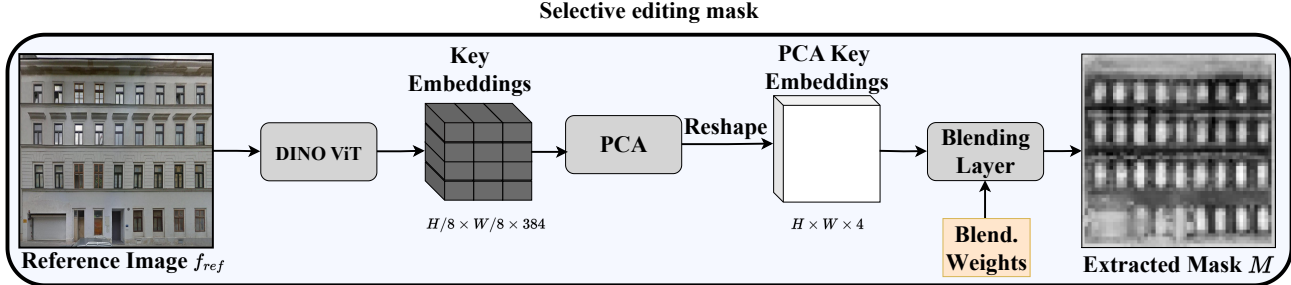 Selective editing mask
Key
Embeddings
PCA Key
Embeddings
DINO ViT
PCA
Reshape
Blending
Layer
H/8 × W/8 × 384
H × W × 4
Blend.
Weights
Reference Image f_ref
Extracted Mask M